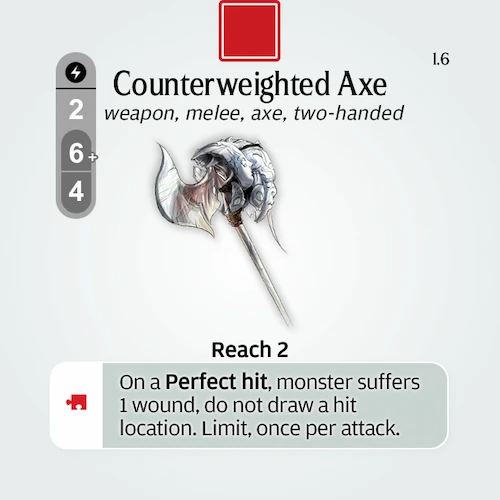 1.6
Counterweighted Axe
weapon, melee, axe, two-handed
2
6+
4
Reach 2
On a Perfect hit, monster suffers
1 wound, do not draw a hit
location. Limit, once per attack.